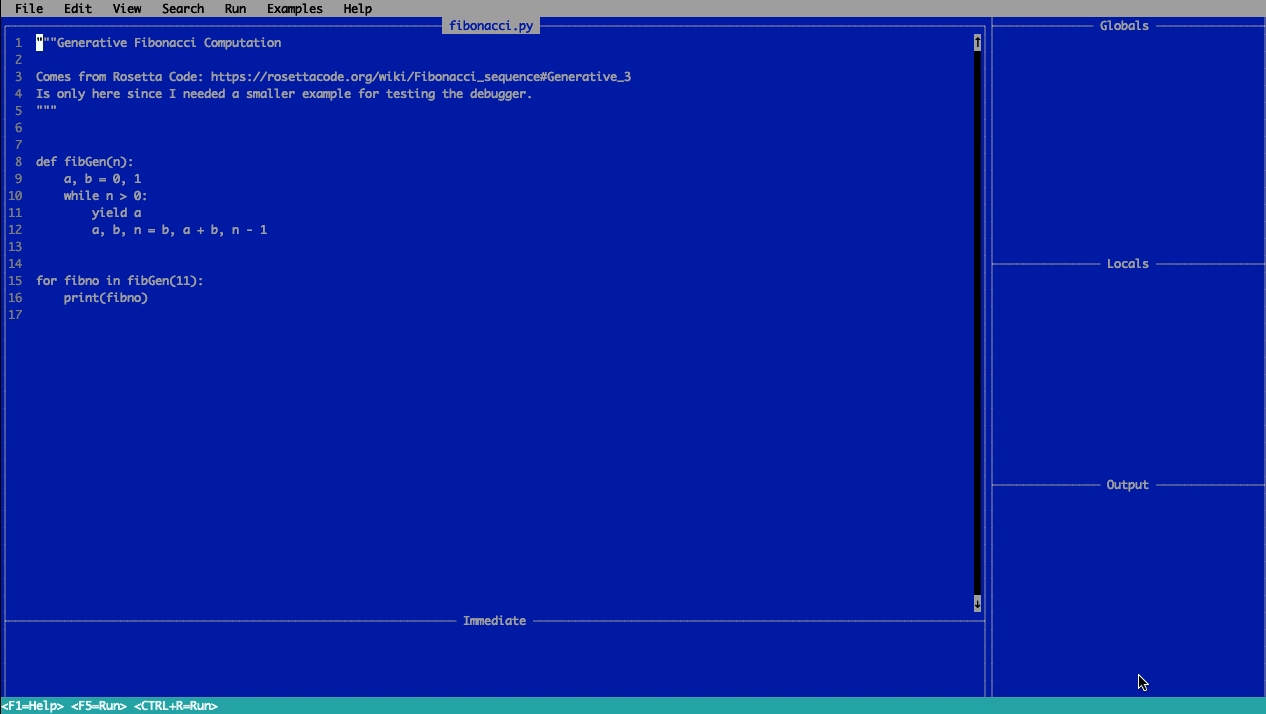 File Edit View Search Run Examples Help
fibonacci.py
1 """Generative Fibonacci Computation
2
3 Comes from Rosetta Code: https://rosettacode.org/wiki/Fibonacci_sequence#Generative_3
4 Is only here since I needed a smaller example for testing the debugger.
5 """
6
7
8 def fibGen(n):
9     a, b = 0, 1
10     while n > 0:
11         yield a
12         a, b, n = b, a + b, n - 1
13
14
15 for fibno in fibGen(11):
16     print(fibno)
17
Immediate
Globals
Locals
Output
<F1=Help> <F5=Run> <CTRL+R=Run>